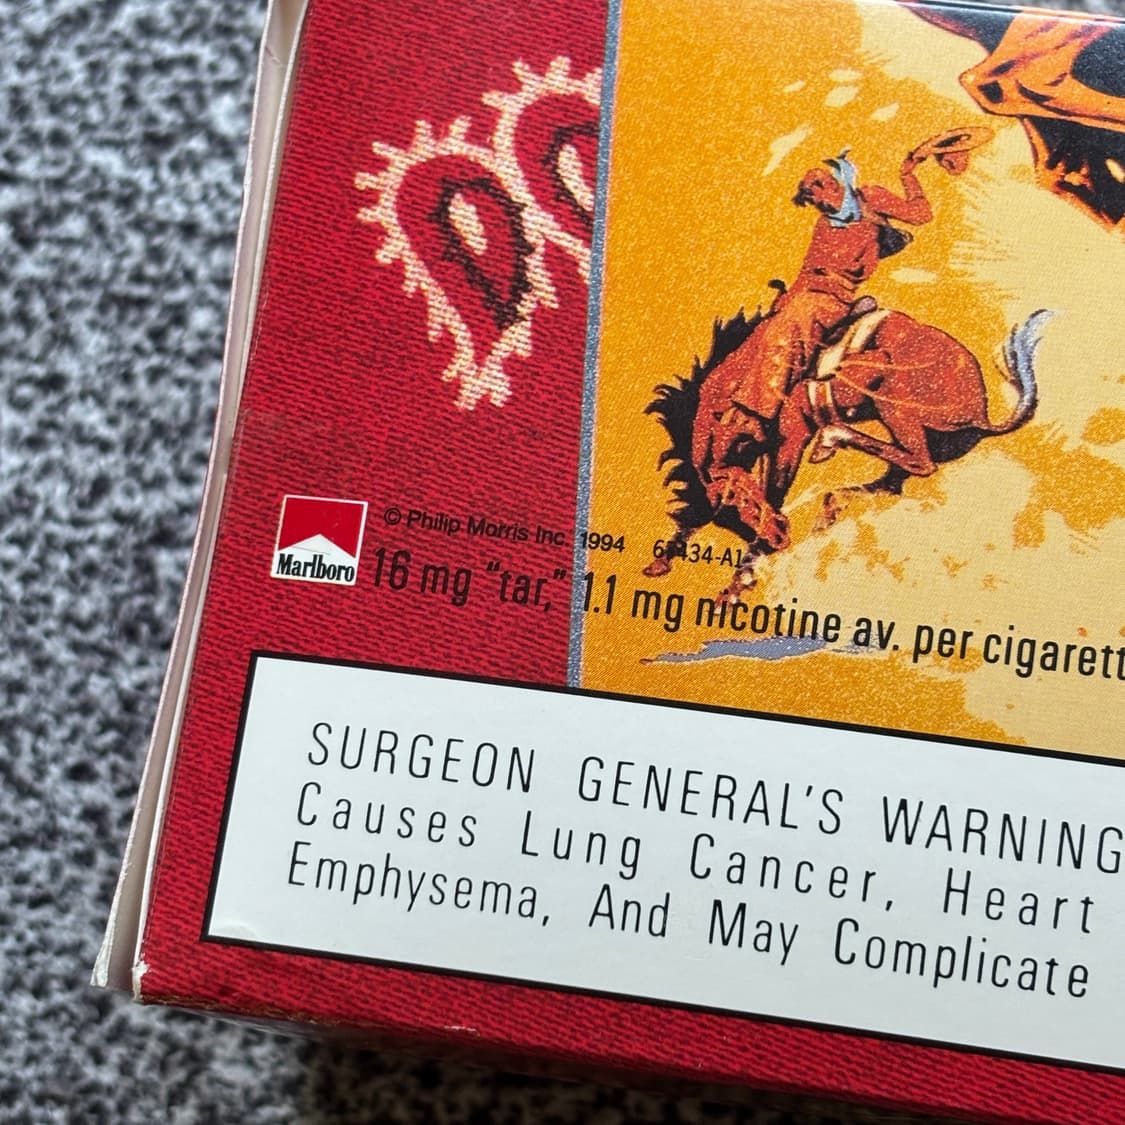 © Philip Morris Inc. 1994
Marlboro
16 mg "tar," 1.1 mg nicotine av. per
SURGEON GENERAL'S WARNING
Causes Lung Cancer, Heart
Emphysema, And May Complicate